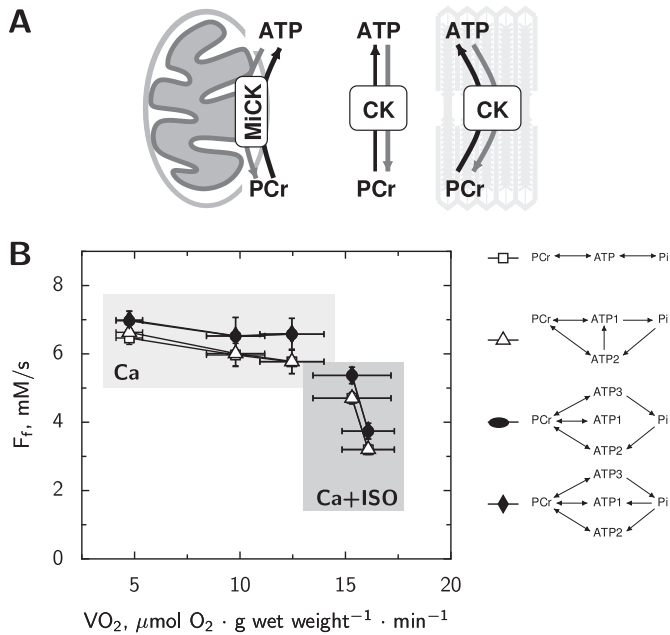 A
ATP
ATP
ATP
MiCK
CK
CK
PCr
PCr
PCr
B
8
6
4
2
0
5
10
15
20
F_f, mM/s
VO₂, μmol O₂ · g wet weight⁻¹ · min⁻¹
Ca
Ca+ISO
PCr ATP Pi
PCr ATP1 Pi
ATP2
ATP3
PCr ATP1 Pi
ATP2
ATP3
PCr ATP1 Pi
ATP2